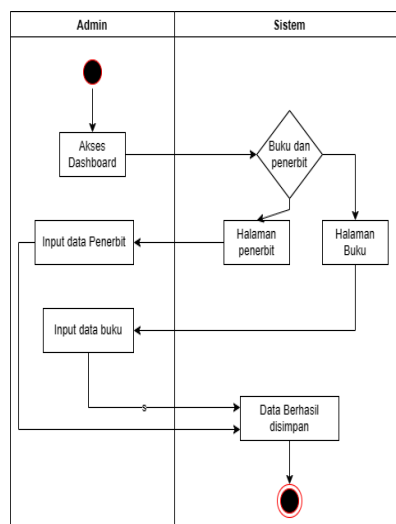 Admin
Sistem
Akses
Dashboard
Buku dan
penerbit
Input data Penerbit
Halaman
penerbit
Halaman
Buku
Input data buku
s
Data Berhasil
disimpan